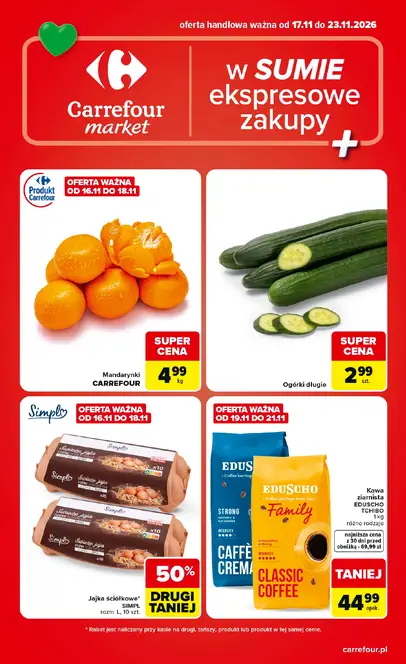 oferta handlowa ważna od 17.11 do 23.11.2026
Carrefour
market
w SUMIE
ekspresowe
zakupy
+
Produkt
Carrefour
OFERTA WAŻNA
OD 16.11 DO 18.11
SUPER
CENA
4 99
kg
Mandarynki
CARREFOUR
SUPER
CENA
2 99
szt.
Ogórki długie
Simpl
OFERTA WAŻNA
OD 16.11 DO 18.11
Simpl
x10
Simpl
x10
50%
DRUGI
TANIEJ
Jajka ściółkowe*
SIMPL
rozm. L, 10 szt.
OFERTA WAŻNA
OD 19.11 DO 21.11
EDUSCHO
STRONG
CAFFÈ
CREMA
EDUSCHO
Family
CLASSIC
COFFEE
Kawa
ziarnista
EDUSCHO
TCHIBO
1 kg
różne rodzaje
najniższa cena
z 30 dni przed
obniżką - 69,99 zł
TANIEJ
44 99
opak.
* Rabat jest naliczany przy kasie na drugi, tańszy, produkt lub produkt w tej samej cenie.
carrefour.pl